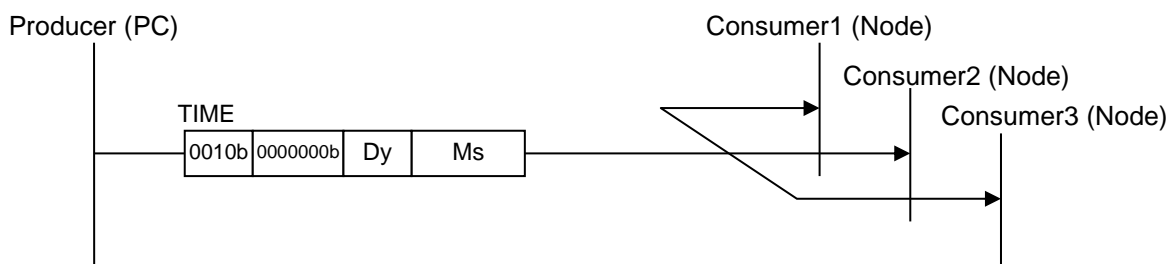 Producer (PC)
Consumer1 (Node)
Consumer2 (Node)
Consumer3 (Node)
TIME
0010b 0000000b Dy Ms